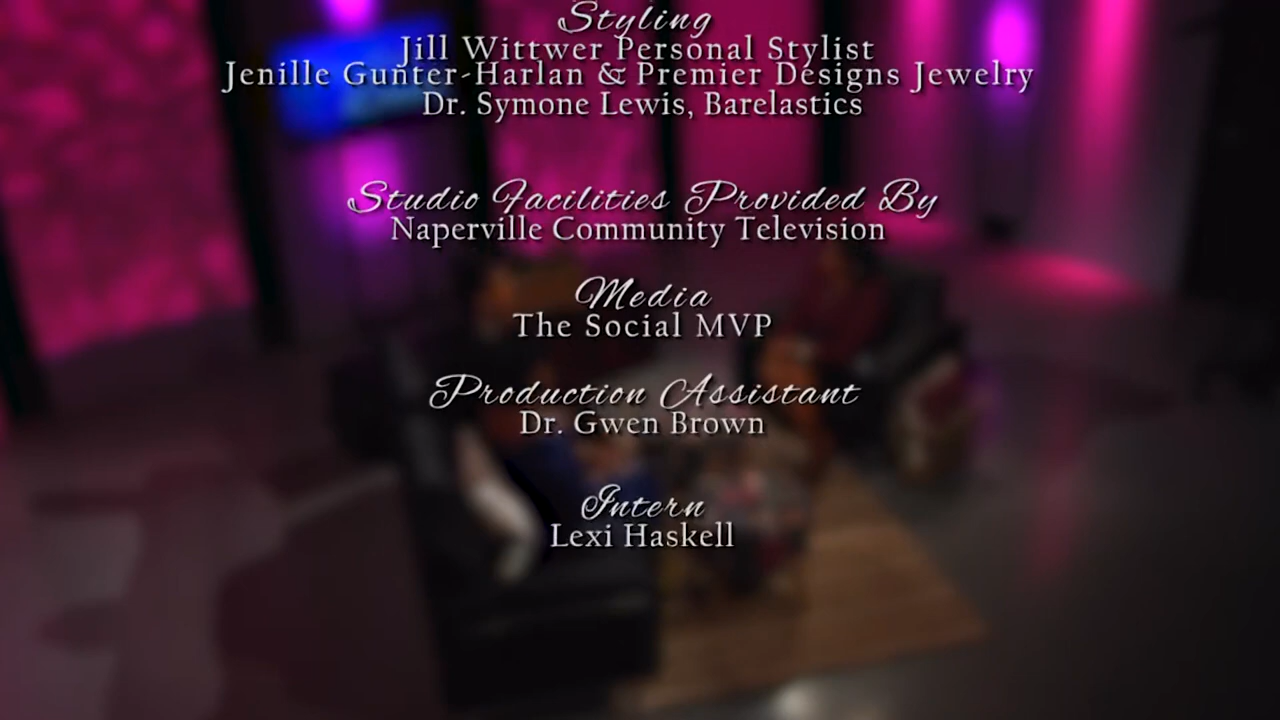 Styling
Jill Wittwer Personal Stylist
Jenille Gunter-Harlan & Premier Designs Jewelry
Dr. Symone Lewis, Barelastics
Studio Facilities Provided By
Naperville Community Television
Media
The Social MVP
Production Assistant
Dr. Gwen Brown
Intern
Lexi Haskell